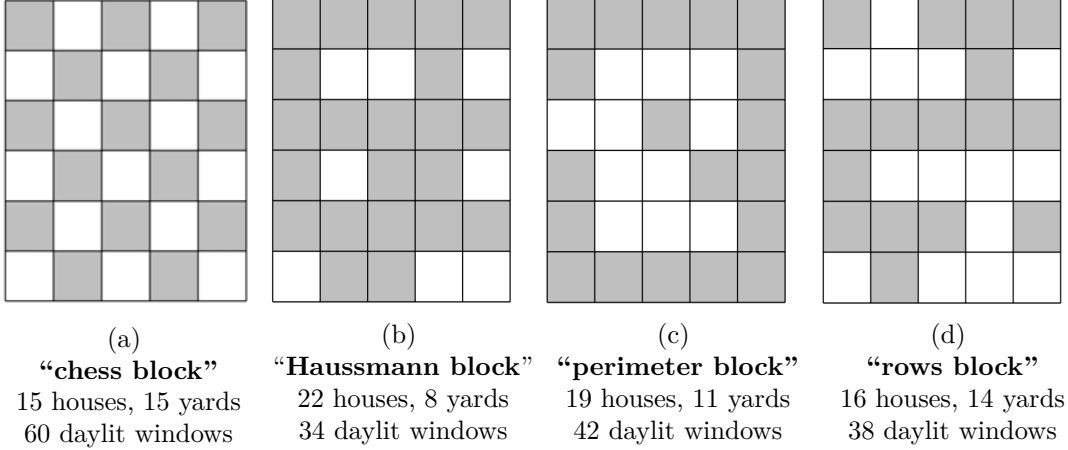 (a)
“chess block”
15 houses, 15 yards
60 daylit windows
(b)
“Haussmann block”
22 houses, 8 yards
34 daylit windows
(c)
“perimeter block”
19 houses, 11 yards
42 daylit windows
(d)
“rows block”
16 houses, 14 yards
38 daylit windows